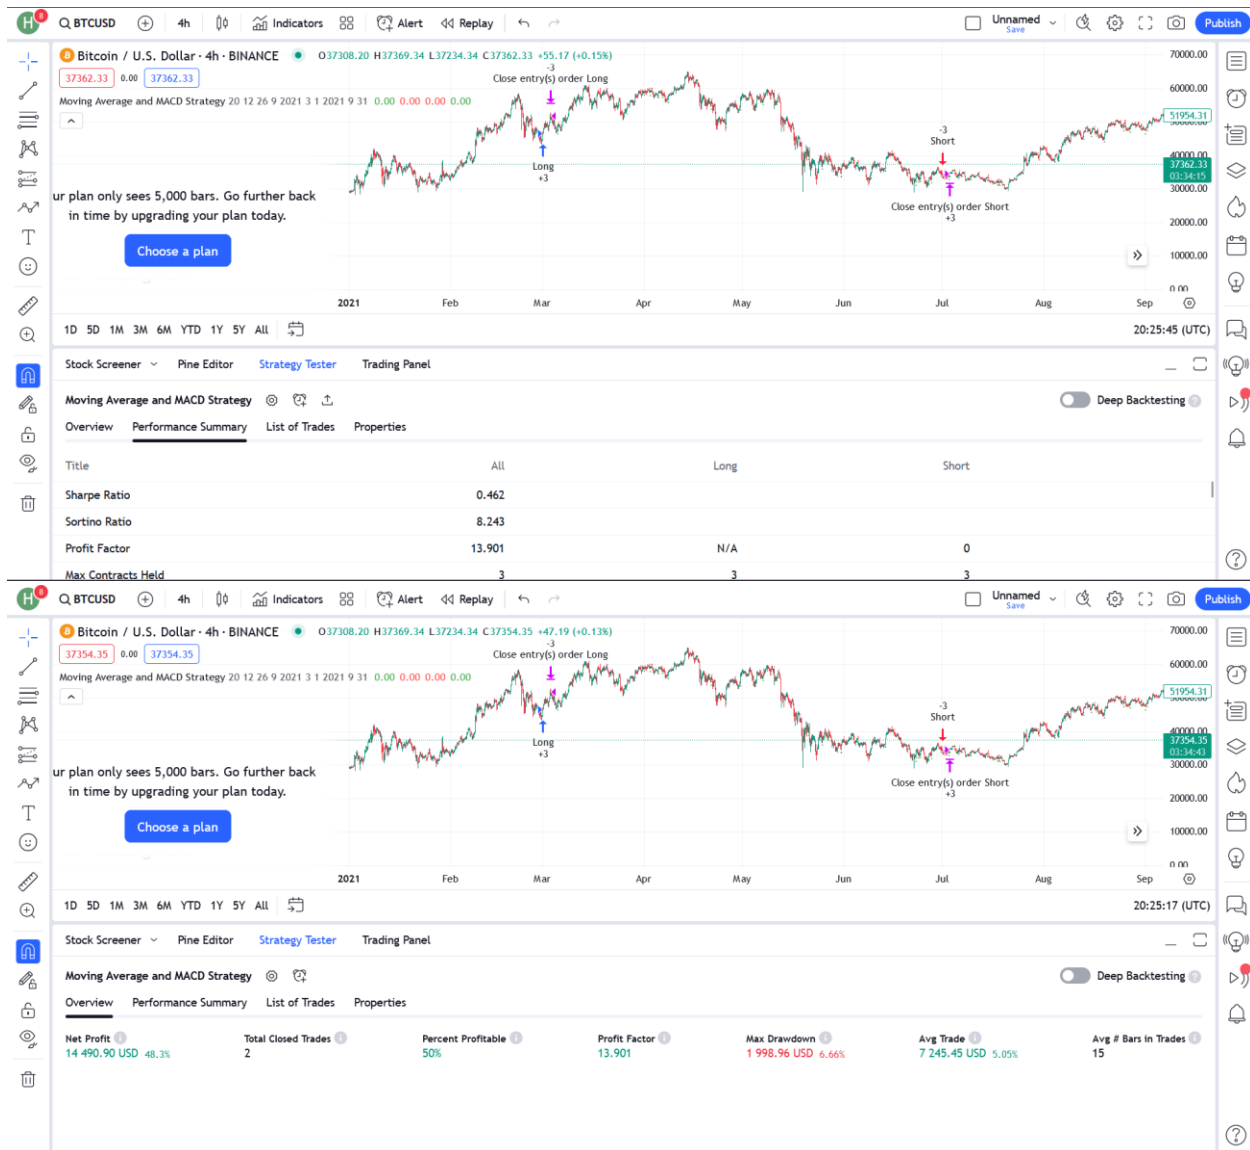 H 8 BTCUSD 4h Indicators Alert Replay Unnamed Save Publish
Bitcoin / U.S. Dollar · 4h · BINANCE O37308.20 H37369.34 L37234.34 C37362.33 +55.17 (+0.15%)
37362.33 0.00 37362.33
Moving Average and MACD Strategy 20 12 26 9 2021 3 1 2021 9 31 0.00 0.00 0.00 0.00
-3
Close entry(s) order Long
Long
+3
-3
Short
Close entry(s) order Short
+3
ur plan only sees 5,000 bars. Go further back
in time by upgrading your plan today.
Choose a plan
70000.00
60000.00
51954.31
50000.00
40000.00
37362.33
03:34:15
30000.00
20000.00
10000.00
0.00
2021 Feb Mar Apr May Jun Jul Aug Sep
1D 5D 1M 3M 6M YTD 1Y 5Y All 20:25:45 (UTC)
Stock Screener Pine Editor Strategy Tester Trading Panel
Moving Average and MACD Strategy Deep Backtesting
Overview Performance Summary List of Trades Properties
Title All Long Short
Sharpe Ratio 0.462
Sortino Ratio 8.243
Profit Factor 13.901 N/A 0
Max Contracts Held 3 3 3
H 8 BTCUSD 4h Indicators Alert Replay Unnamed Save Publish
Bitcoin / U.S. Dollar · 4h · BINANCE O37308.20 H37369.34 L37234.34 C37354.35 +47.19 (+0.13%)
37354.35 0.00 37354.35
Moving Average and MACD Strategy 20 12 26 9 2021 3 1 2021 9 31 0.00 0.00 0.00 0.00
-3
Close entry(s) order Long
Long
+3
-3
Short
Close entry(s) order Short
+3
ur plan only sees 5,000 bars. Go further back
in time by upgrading your plan today.
Choose a plan
70000.00
60000.00
51954.31
50000.00
40000.00
37354.35
03:34:43
30000.00
20000.00
10000.00
0.00
2021 Feb Mar Apr May Jun Jul Aug Sep
1D 5D 1M 3M 6M YTD 1Y 5Y All 20:25:17 (UTC)
Stock Screener Pine Editor Strategy Tester Trading Panel
Moving Average and MACD Strategy Deep Backtesting
Overview Performance Summary List of Trades Properties
Net Profit Total Closed Trades Percent Profitable Profit Factor Max Drawdown Avg Trade Avg # Bars in Trades
14 490.90 USD 48.3% 2 50% 13.901 1 998.96 USD 6.66% 7 245.45 USD 5.05% 15